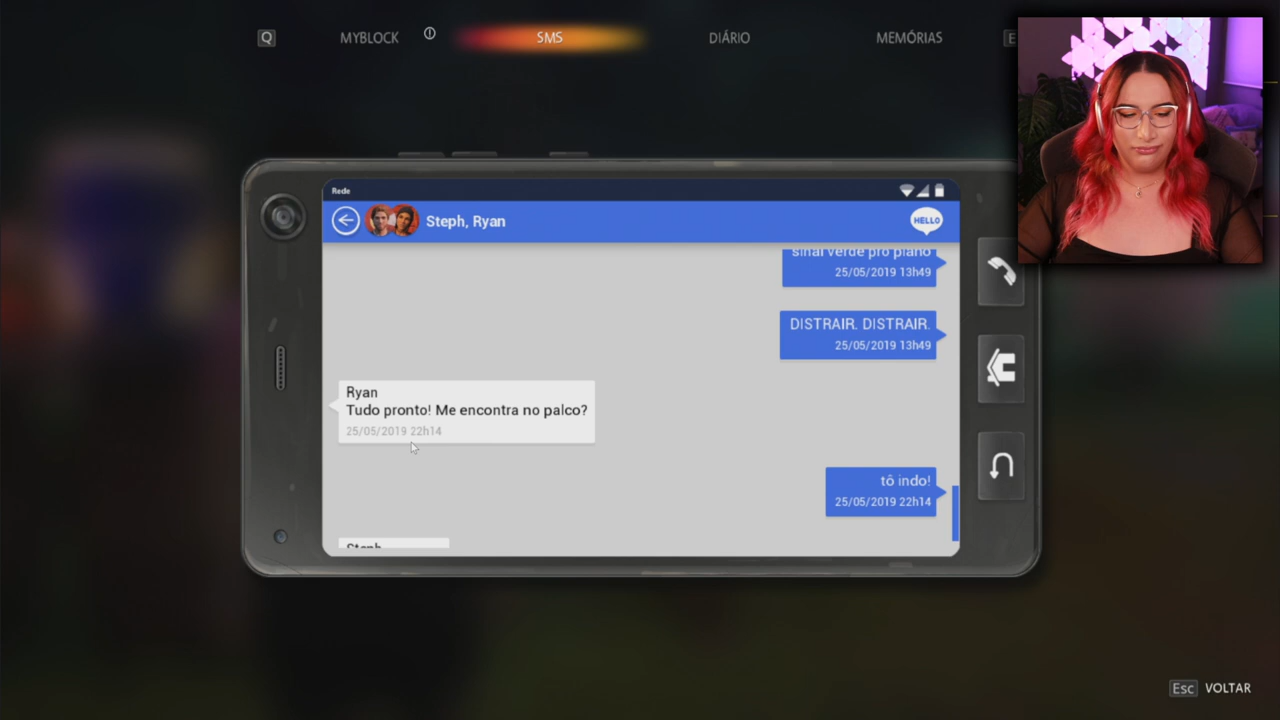 Q
MYBLOCK
SMS
DIÁRIO
MEMÓRIAS
E
Rede
Steph, Ryan
HELLO
sinal verde pro plano
25/05/2019 13h49
DISTRAIR. DISTRAIR.
25/05/2019 13h49
Ryan
Tudo pronto! Me encontra no palco?
25/05/2019 22h14
tô indo!
25/05/2019 22h14
Steph
Esc VOLTAR